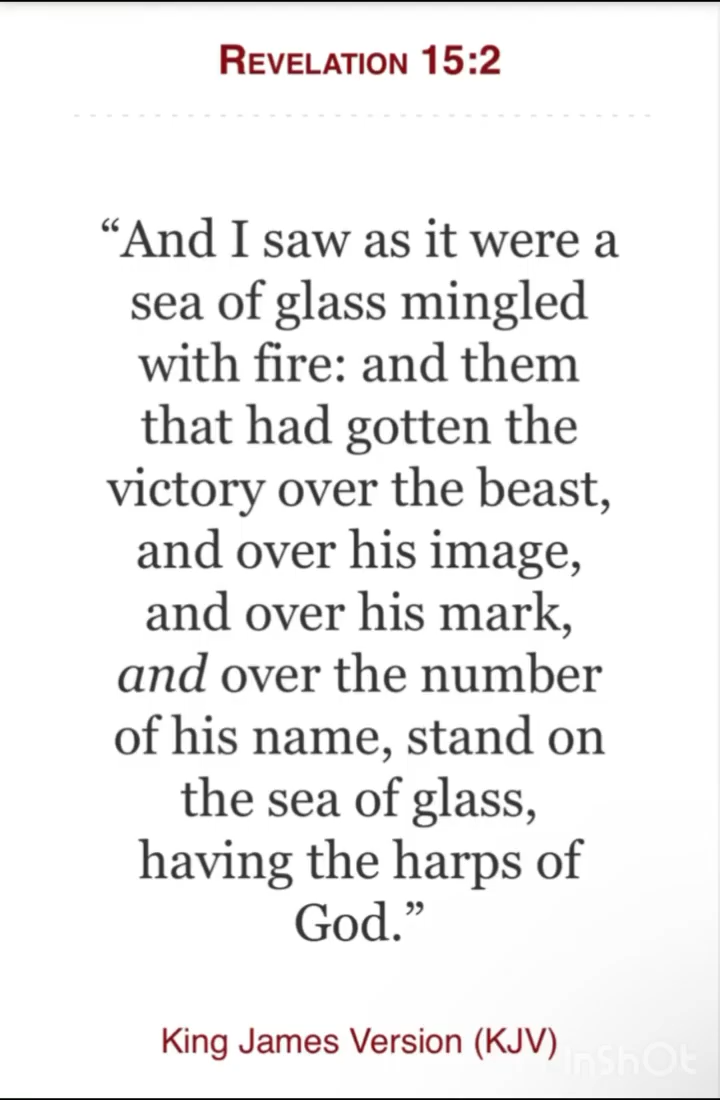 REVELATION 15:2
“And I saw as it were a
sea of glass mingled
with fire: and them
that had gotten the
victory over the beast,
and over his image,
and over his mark,
and over the number
of his name, stand on
the sea of glass,
having the harps of
God.”
King James Version (KJV)
InShOt